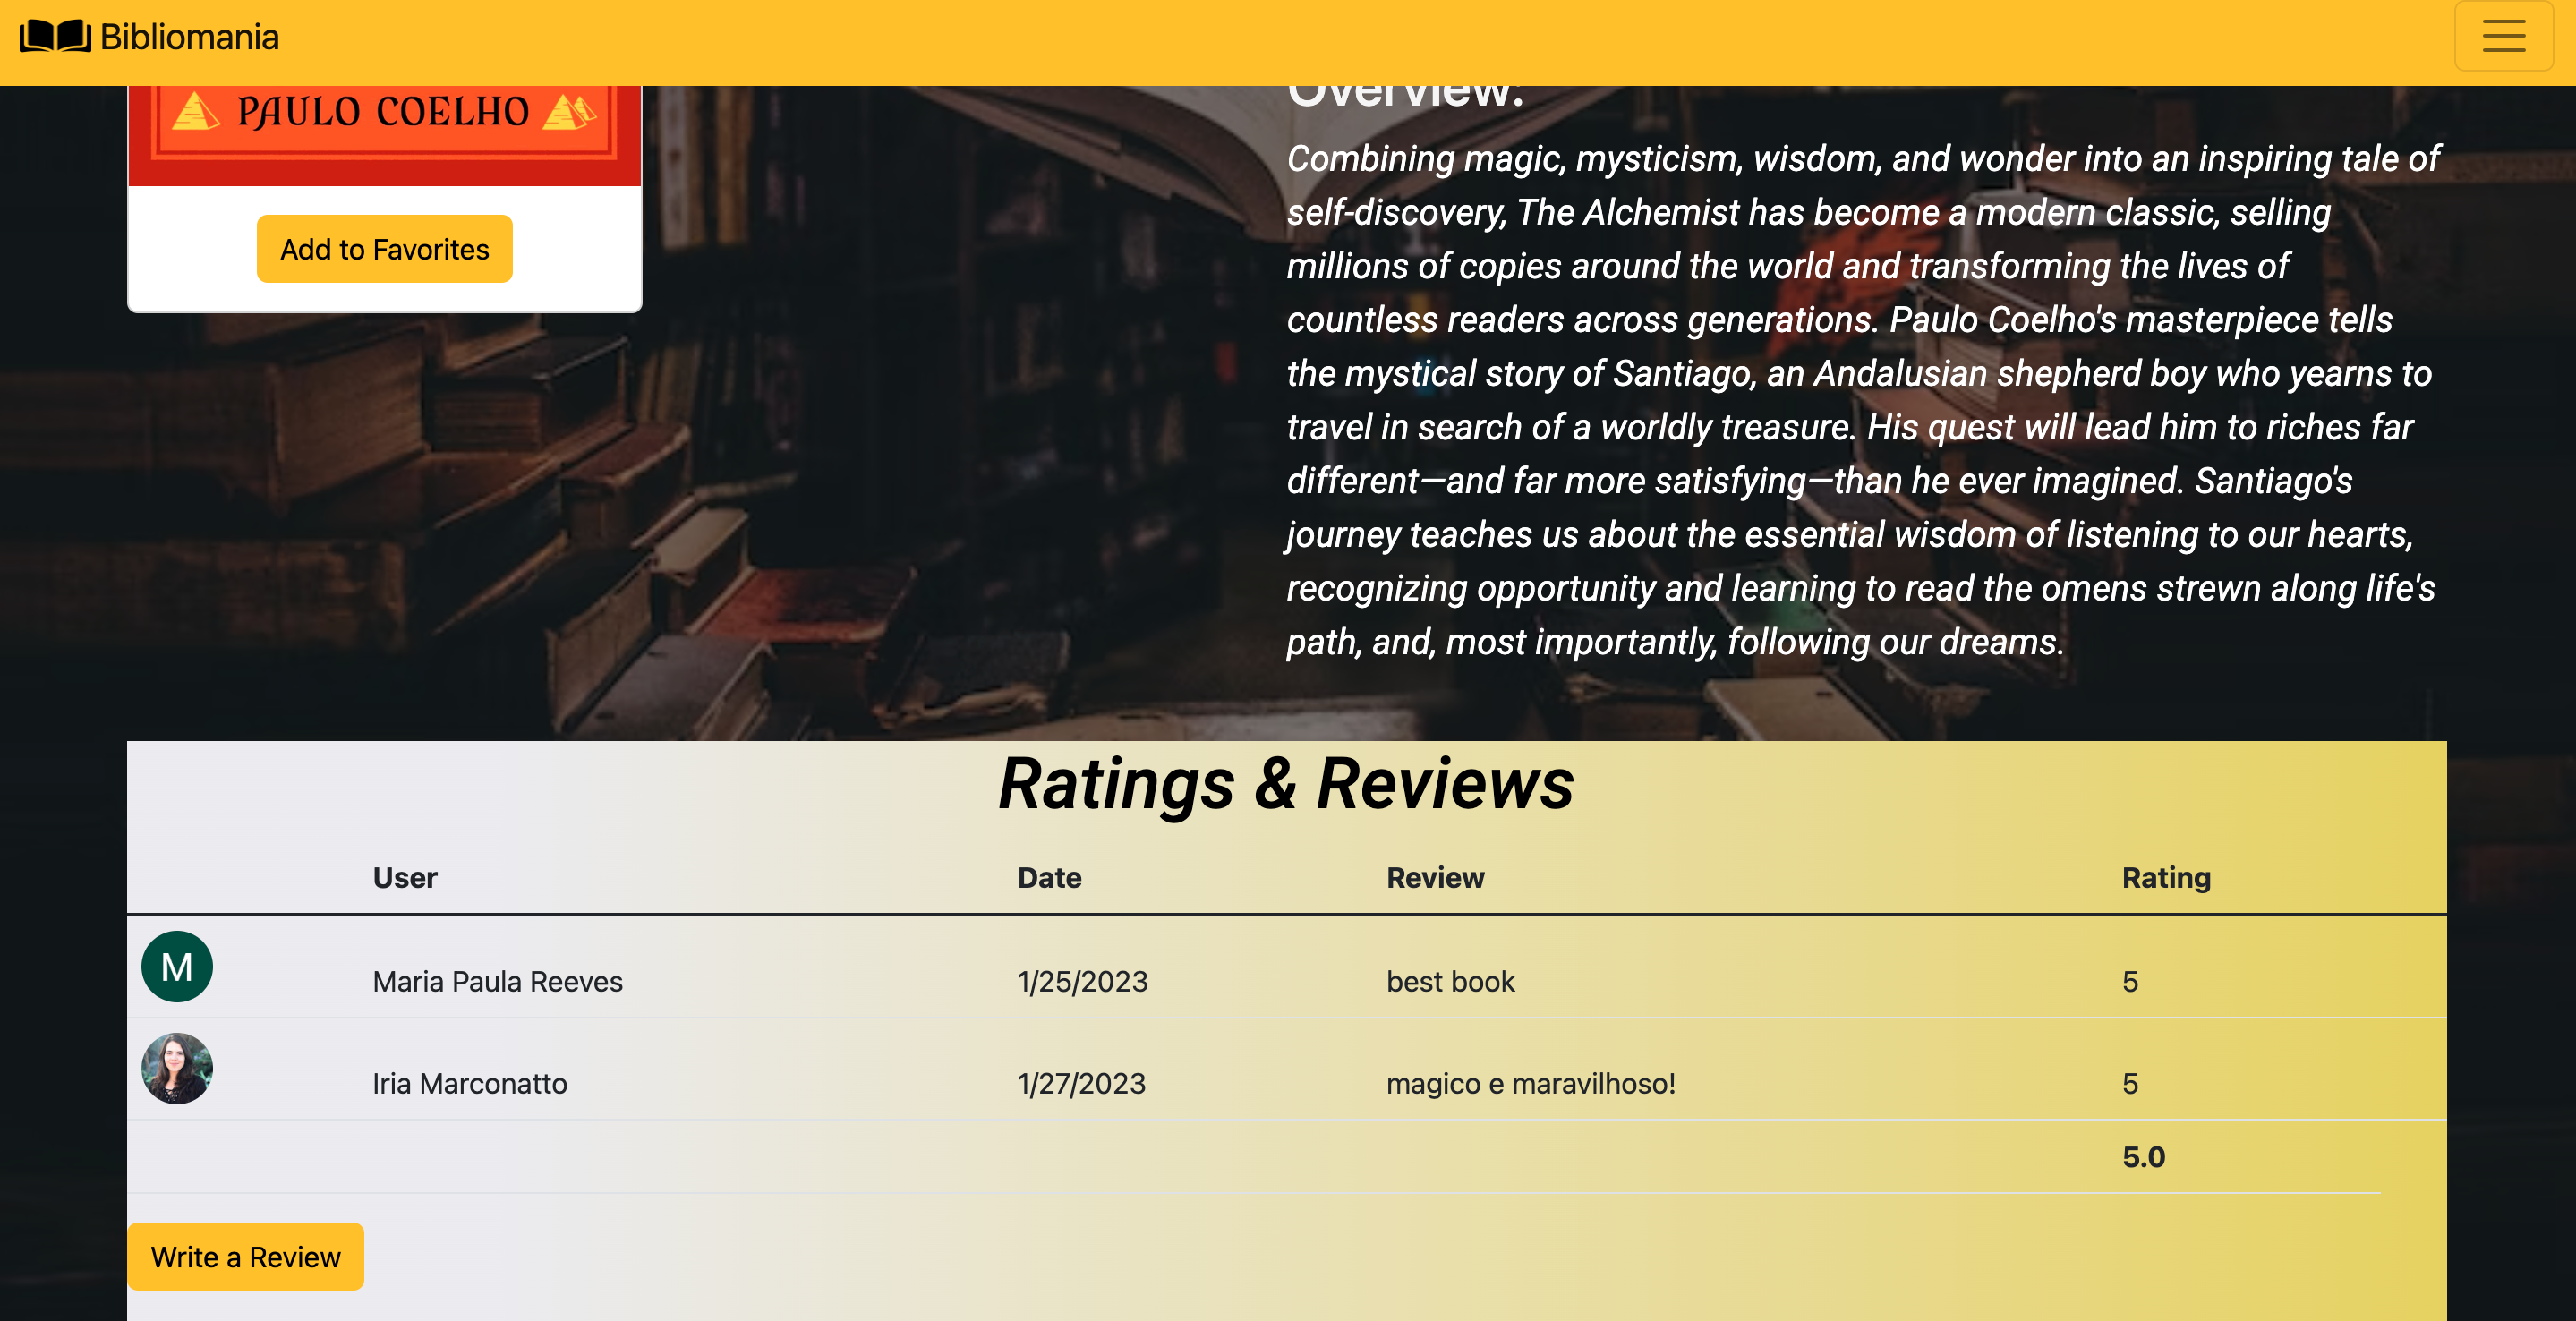 Bibliomania
PAULO COELHO
Add to Favorites
Overview:
Combining magic, mysticism, wisdom, and wonder into an inspiring tale of
self-discovery, The Alchemist has become a modern classic, selling
millions of copies around the world and transforming the lives of
countless readers across generations. Paulo Coelho's masterpiece tells
the mystical story of Santiago, an Andalusian shepherd boy who yearns to
travel in search of a worldly treasure. His quest will lead him to riches far
different—and far more satisfying—than he ever imagined. Santiago's
journey teaches us about the essential wisdom of listening to our hearts,
recognizing opportunity and learning to read the omens strewn along life's
path, and, most importantly, following our dreams.
Ratings & Reviews
User Date Review Rating
M Maria Paula Reeves 1/25/2023 best book 5
Iria Marconatto 1/27/2023 magico e maravilhoso! 5
5.0
Write a Review